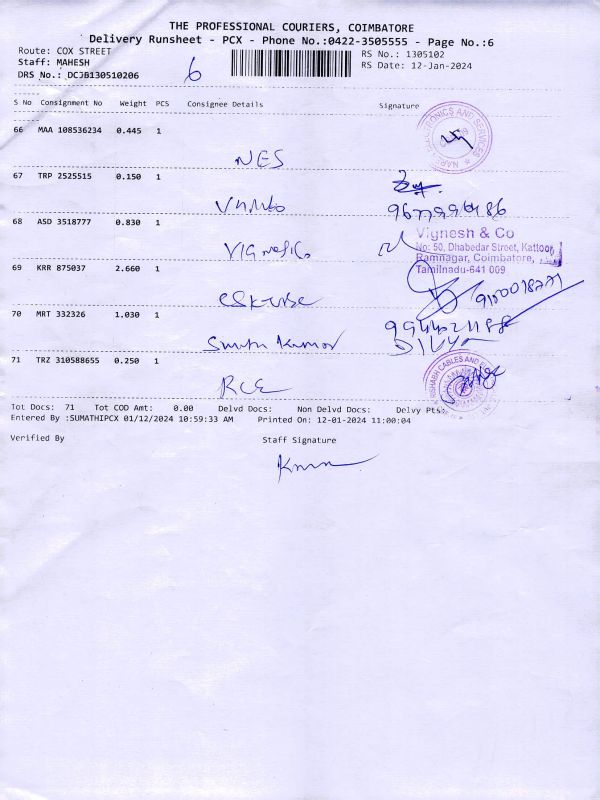 THE PROFESSIONAL COURIERS, COIMBATORE
Delivery Runsheet - PCX - Phone No.:0422-3505555 - Page No.:6
Route: COX STREET
RS No.: 1305102
Staff: MAHESH
RS Date: 12-Jan-2024
DRS No.: DCJB130510206
6
S No Consignment No Weight PCS Consignee Details Signature
66 MAA 108536234 0.445 1
NES
67 TRP 2525515 0.150 1
68 ASD 3518777 0.830 1
Vignesh & Co
No: 50, Dhabedar Street, Kattoor,
Ramnagar, Coimbatore,
Tamilnadu-641 009
69 KRR 875037 2.660 1
70 MRT 332326 1.030 1
Kumar
71 TRZ 310588655 0.250 1
RCE
Tot Docs: 71 Tot COD Amt: 0.00 Delvd Docs: Non Delvd Docs: Delvy Pts:
Entered By :SUMATHIPCX 01/12/2024 10:59:33 AM Printed On: 12-01-2024 11:00:04
Verified By Staff Signature